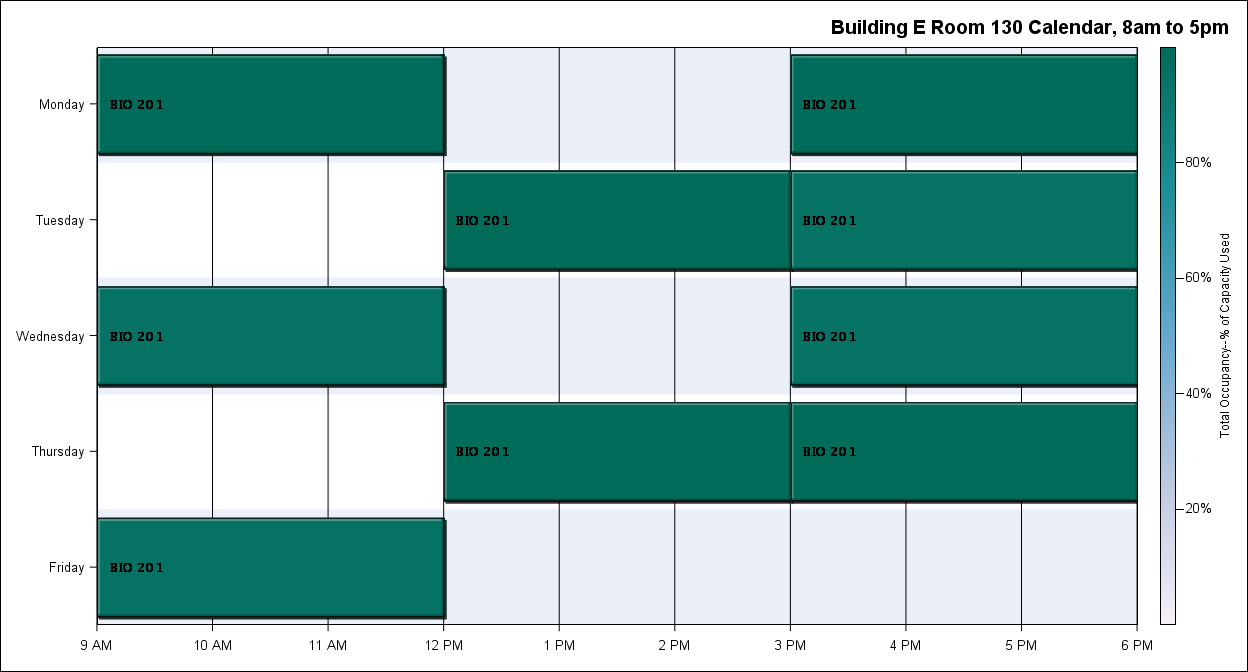 Building E Room 130 Calendar, 8am to 5pm
Monday
BIO 201
BIO 201
Tuesday
BIO 201
BIO 201
Wednesday
BIO 201
BIO 201
Thursday
BIO 201
BIO 201
Friday
BIO 201
9 AM
10 AM
11 AM
12 PM
1 PM
2 PM
3 PM
4 PM
5 PM
6 PM
80%
60%
40%
20%
Total Occupancy--% of Capacity Used